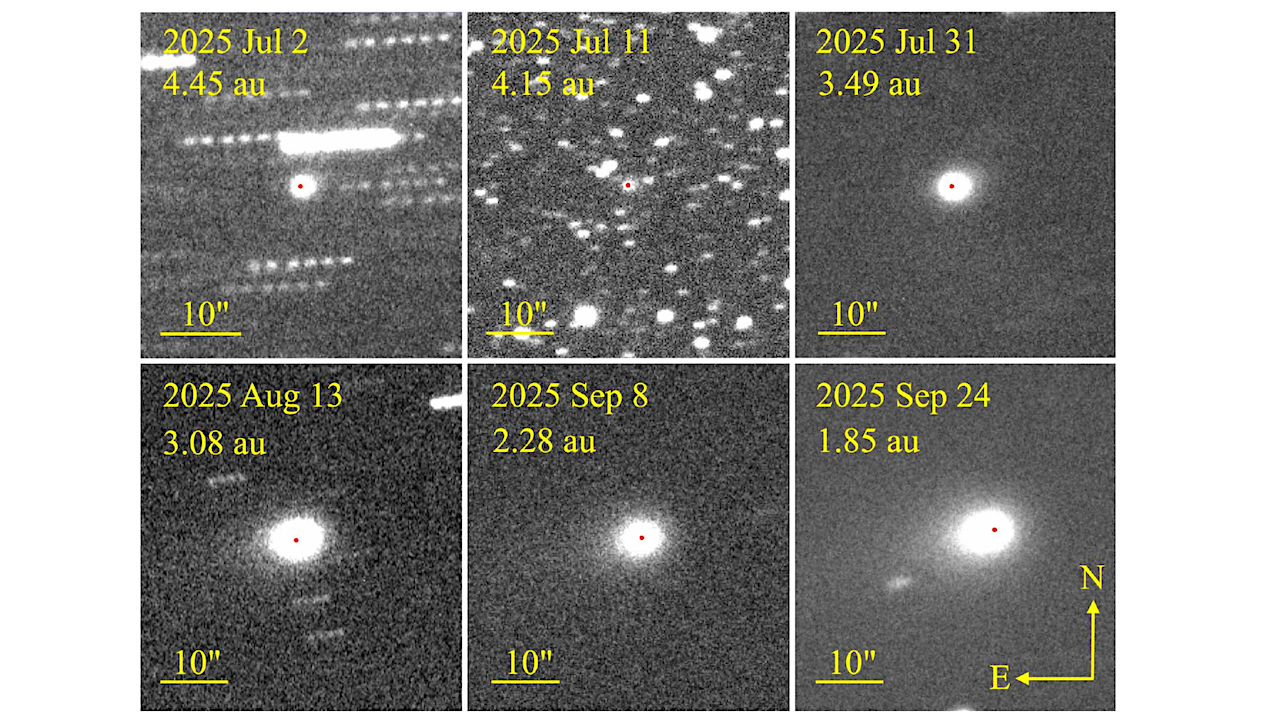 2025 Jul 2
4.45 au
10"
2025 Jul 11
4.15 au
10"
2025 Jul 31
3.49 au
10"
2025 Aug 13
3.08 au
10"
2025 Sep 8
2.28 au
10"
2025 Sep 24
1.85 au
10"
N
E